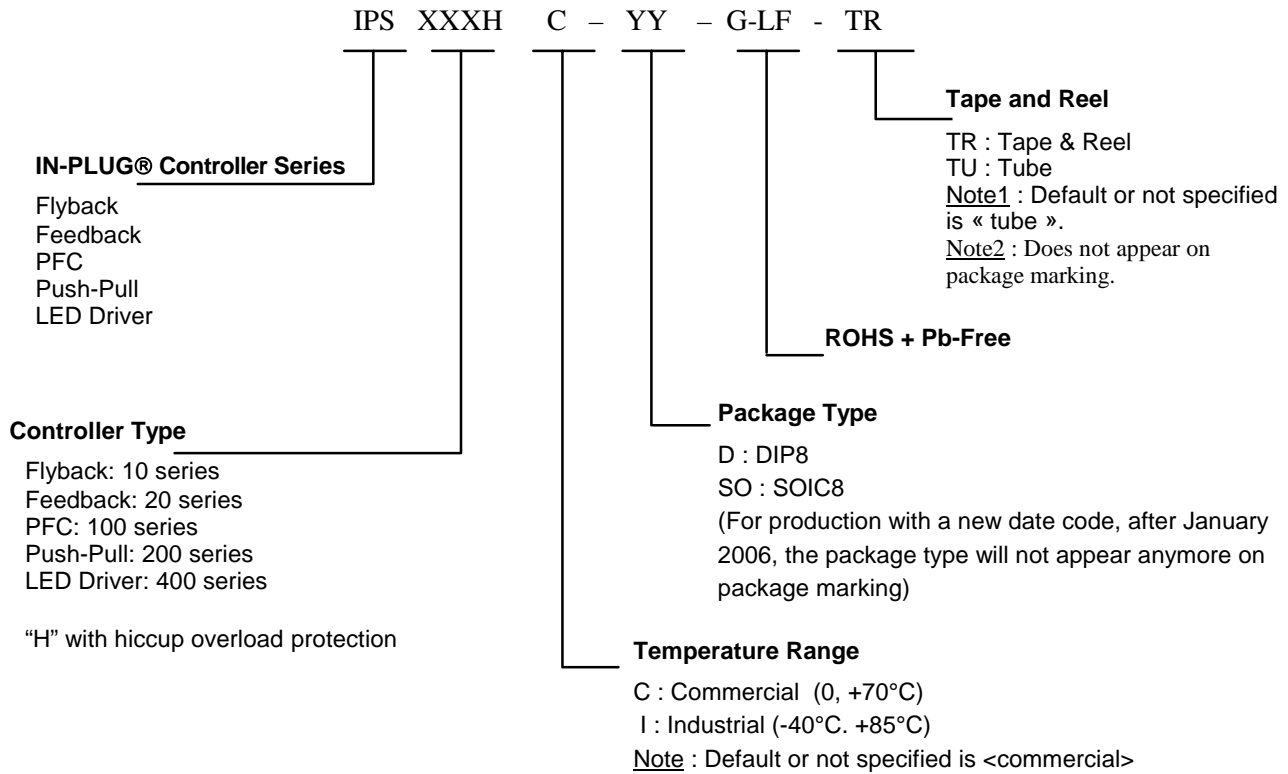 IPS XXXH C – YY – G-LF - TR
Tape and Reel
TR : Tape & Reel
TU : Tube
Note1 : Default or not specified
is « tube ».
Note2 : Does not appear on
package marking.
IN-PLUG® Controller Series
Flyback
Feedback
PFC
Push-Pull
LED Driver
ROHS + Pb-Free
Package Type
D : DIP8
SO : SOIC8
(For production with a new date code, after January
2006, the package type will not appear anymore on
package marking)
Controller Type
Flyback: 10 series
Feedback: 20 series
PFC: 100 series
Push-Pull: 200 series
LED Driver: 400 series
“H” with hiccup overload protection
Temperature Range
C : Commercial (0, +70°C)
I : Industrial (-40°C. +85°C)
Note : Default or not specified is <commercial>